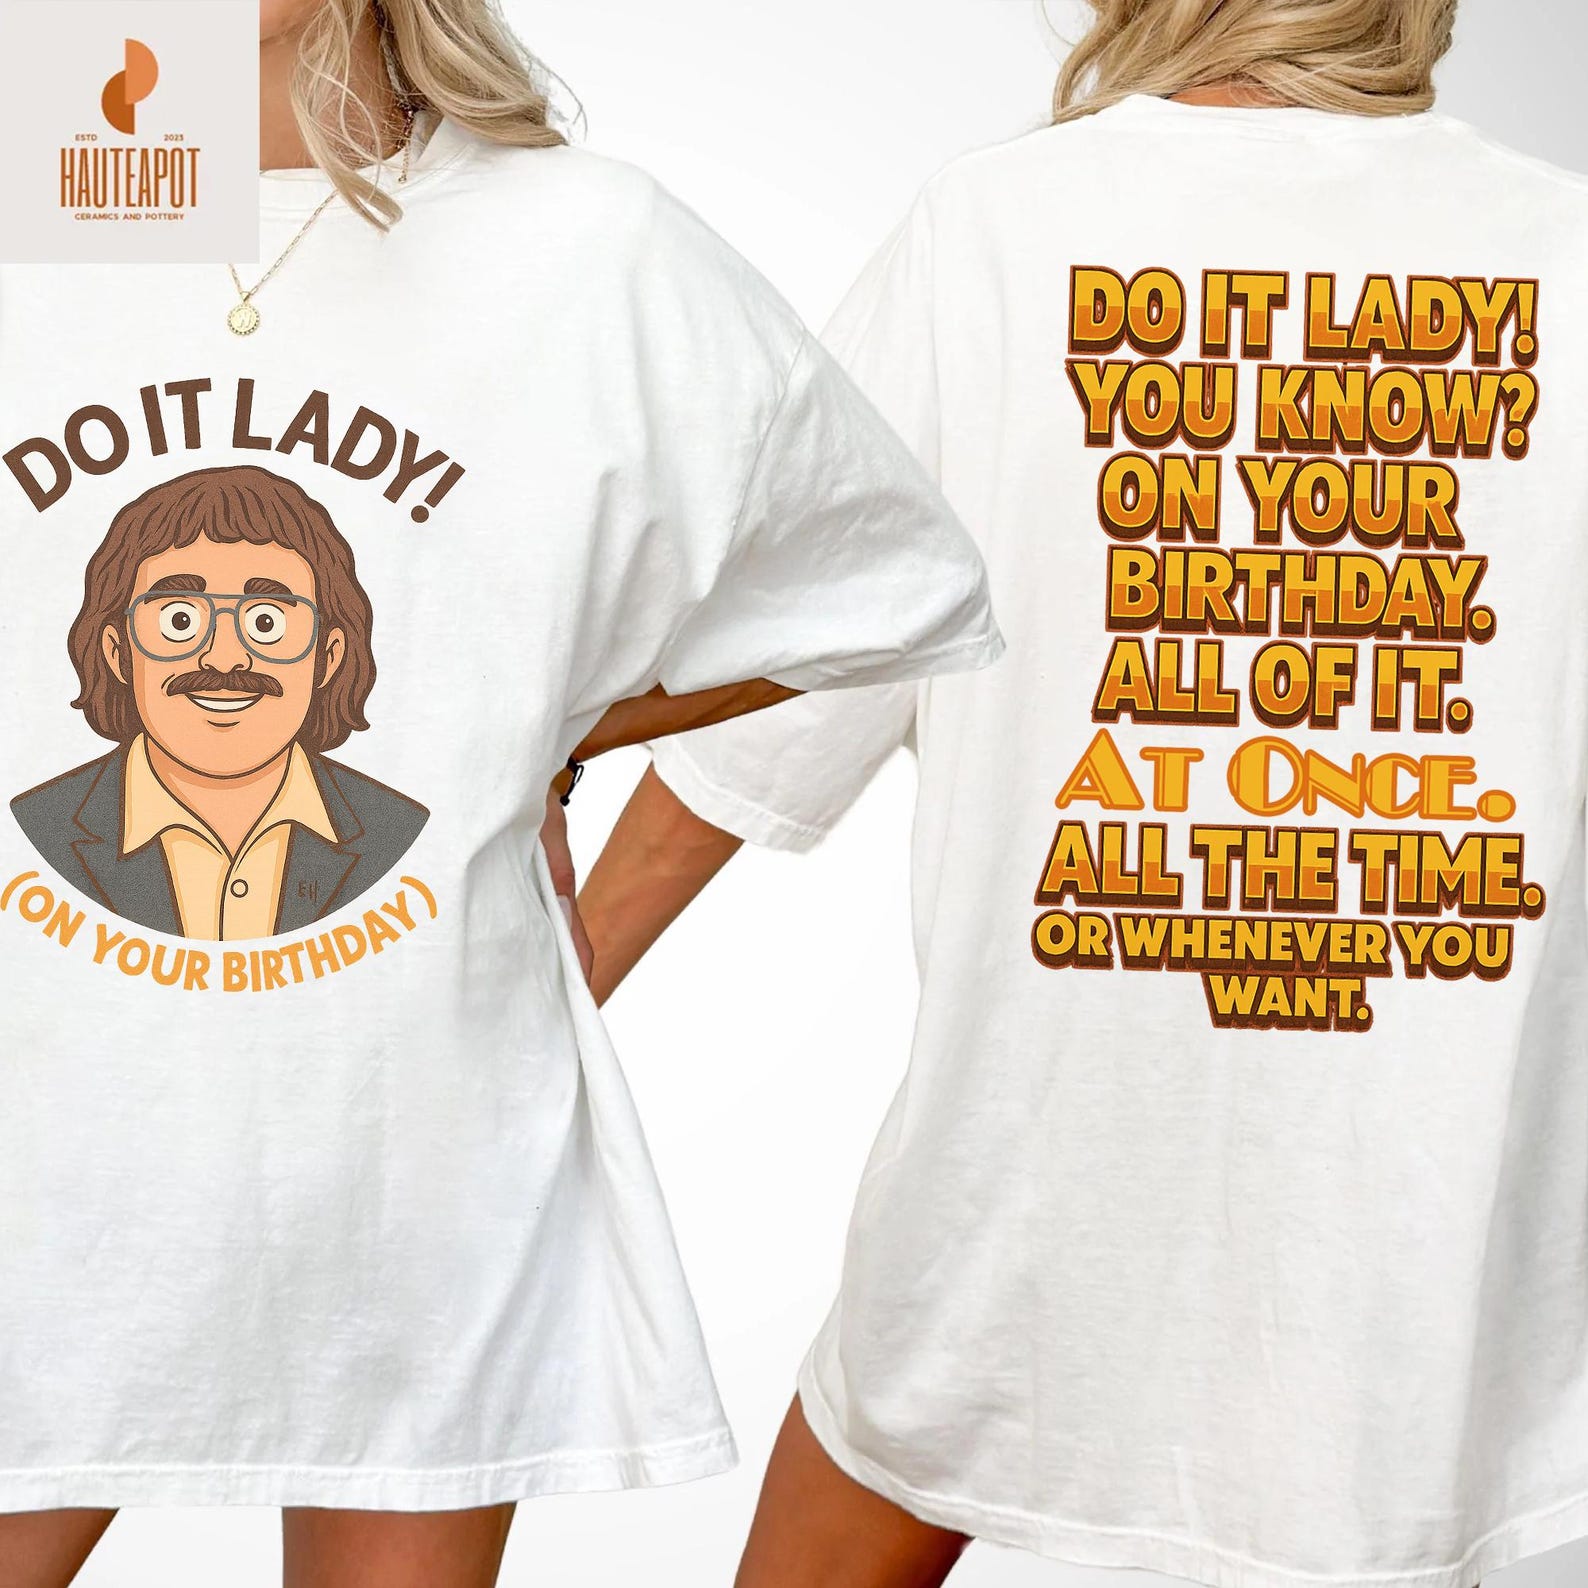 ESTD 2023
HAUTEAPOT
CERAMICS AND POTTERY
W
DO IT LADY!
EH
(ON YOUR BIRTHDAY)
DO IT LADY!
YOU KNOW?
ON YOUR
BIRTHDAY.
ALL OF IT.
AT ONCE.
ALL THE TIME.
OR WHENEVER YOU
WANT.